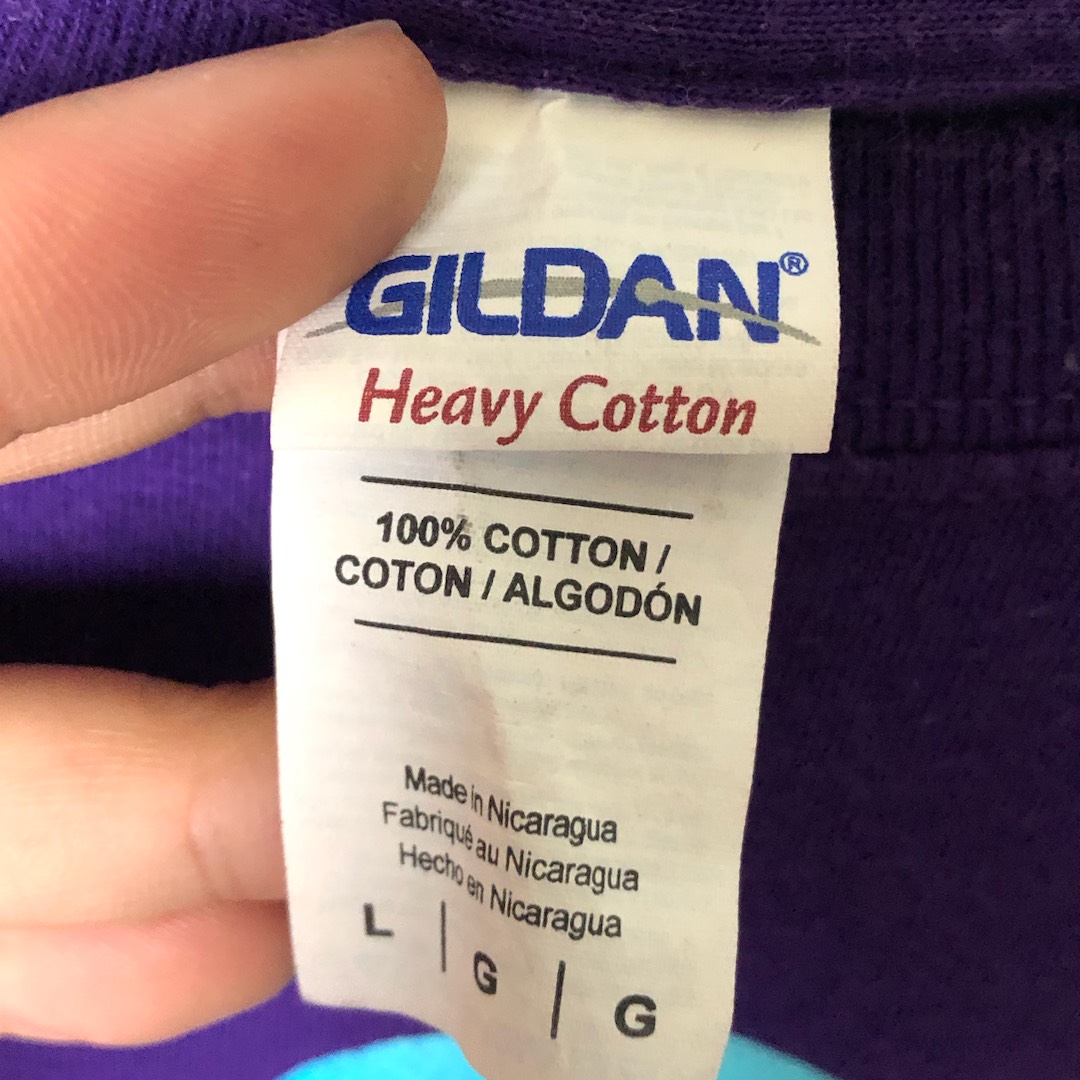 GILDAN®
Heavy Cotton
100% COTTON /
COTON / ALGODÓN
Made in Nicaragua
Fabriqué au Nicaragua
Hecho en Nicaragua
L | G | G